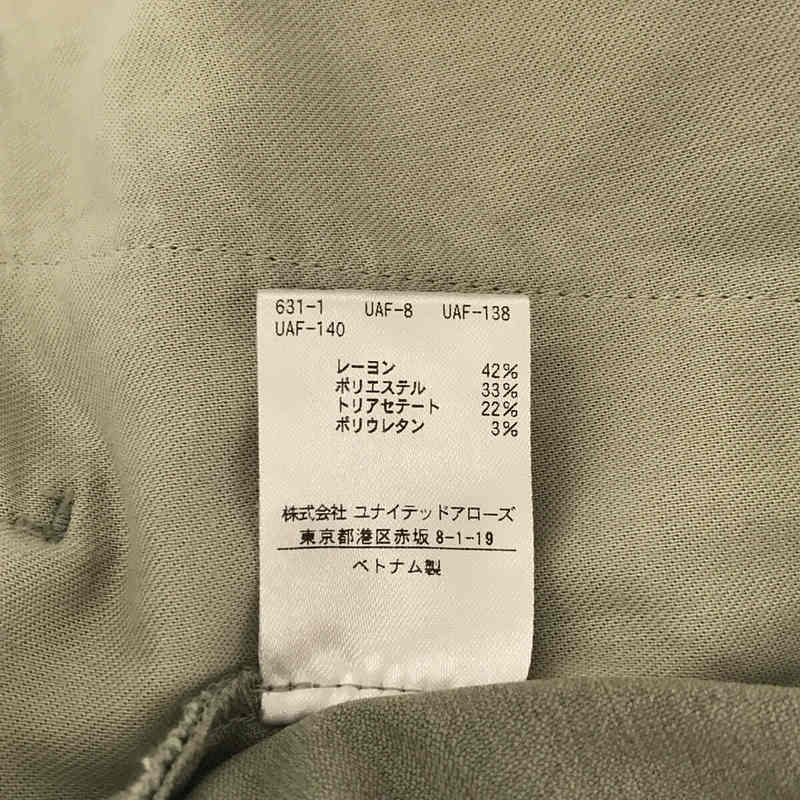 631-1 UAF-8 UAF-138
UAF-140
レーヨン 42%
ポリエステル 33%
トリアセテート 22%
ポリウレタン 3%
株式会社 ユナイテッドアローズ
東京都港区赤坂 8-1-19
ベトナム製